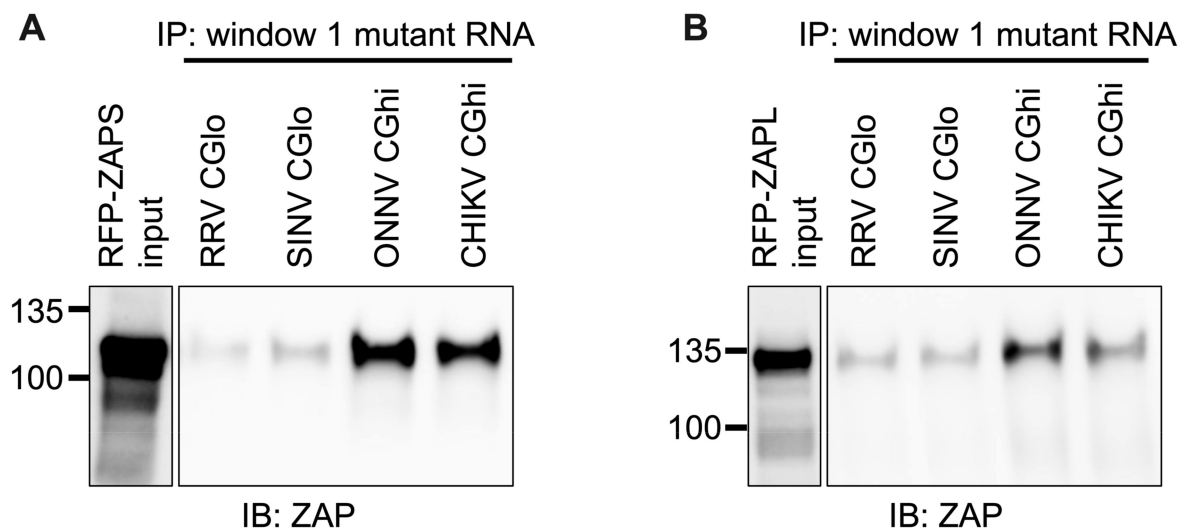 A
IP: window 1 mutant RNA
RFP-ZAPS
input
RRV CGlo
SINV CGlo
ONNV CGhi
CHIKV CGhi
135
100
IB: ZAP
B
IP: window 1 mutant RNA
RFP-ZAPL
input
RRV CGlo
SINV CGlo
ONNV CGhi
CHIKV CGhi
135
100
IB: ZAP